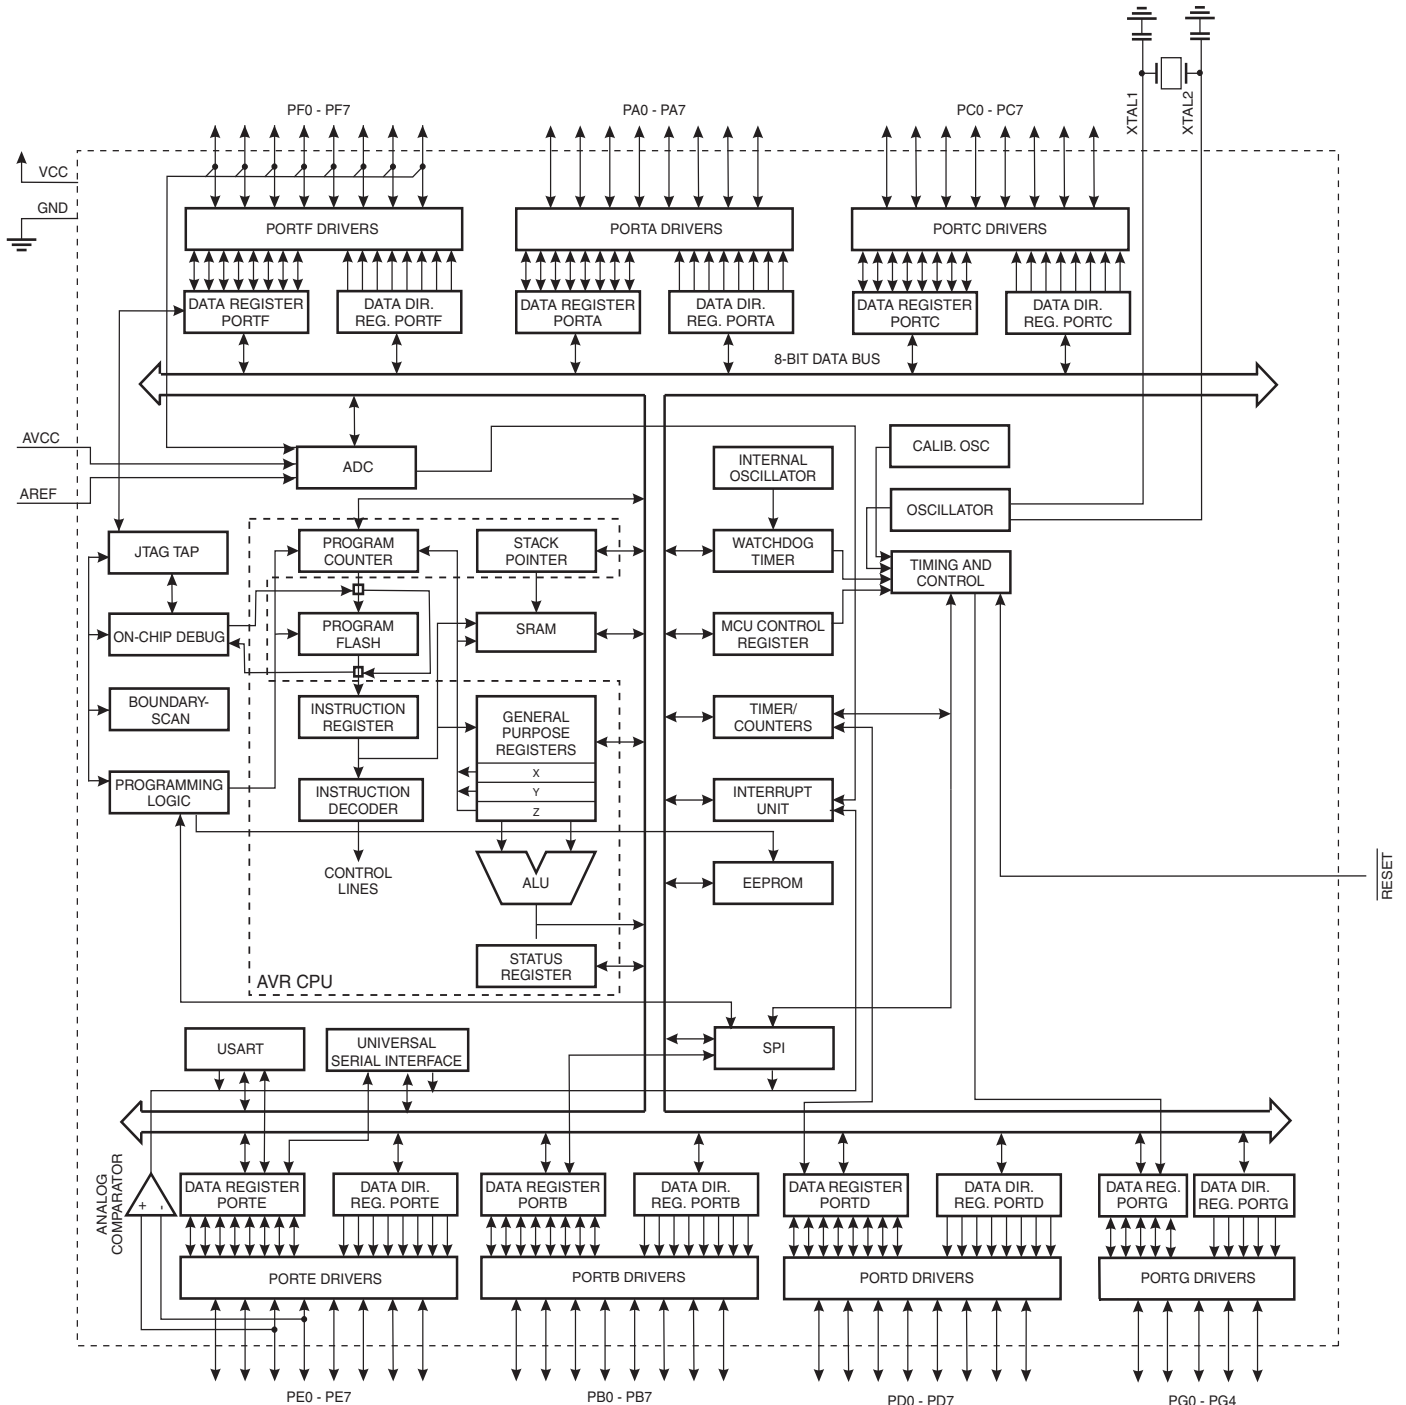 XTAL1
XTAL2
PF0 - PF7
PA0 - PA7
PC0 - PC7
VCC
GND
PORTF DRIVERS
PORTA DRIVERS
PORTC DRIVERS
DATA REGISTER
PORTF
DATA DIR.
REG. PORTF
DATA REGISTER
PORTA
DATA DIR.
REG. PORTA
DATA REGISTER
PORTC
DATA DIR.
REG. PORTC
8-BIT DATA BUS
AVCC
AREF
ADC
INTERNAL
OSCILLATOR
CALIB. OSC
OSCILLATOR
JTAG TAP
PROGRAM
COUNTER
STACK
POINTER
WATCHDOG
TIMER
TIMING AND
CONTROL
ON-CHIP DEBUG
PROGRAM
FLASH
SRAM
MCU CONTROL
REGISTER
BOUNDARY-
SCAN
INSTRUCTION
REGISTER
GENERAL
PURPOSE
REGISTERS
X
Y
Z
TIMER/
COUNTERS
PROGRAMMING
LOGIC
INSTRUCTION
DECODER
INTERRUPT
UNIT
CONTROL
LINES
ALU
EEPROM
RESET
STATUS
REGISTER
AVR CPU
USART
UNIVERSAL
SERIAL INTERFACE
SPI
ANALOG
COMPARATOR
+
-
DATA REGISTER
PORTE
DATA DIR.
REG. PORTE
DATA REGISTER
PORTB
DATA DIR.
REG. PORTB
DATA REGISTER
PORTD
DATA DIR.
REG. PORTD
DATA REG.
PORTG
DATA DIR.
REG. PORTG
PORTE DRIVERS
PORTB DRIVERS
PORTD DRIVERS
PORTG DRIVERS
PE0 - PE7
PB0 - PB7
PD0 - PD7
PG0 - PG4